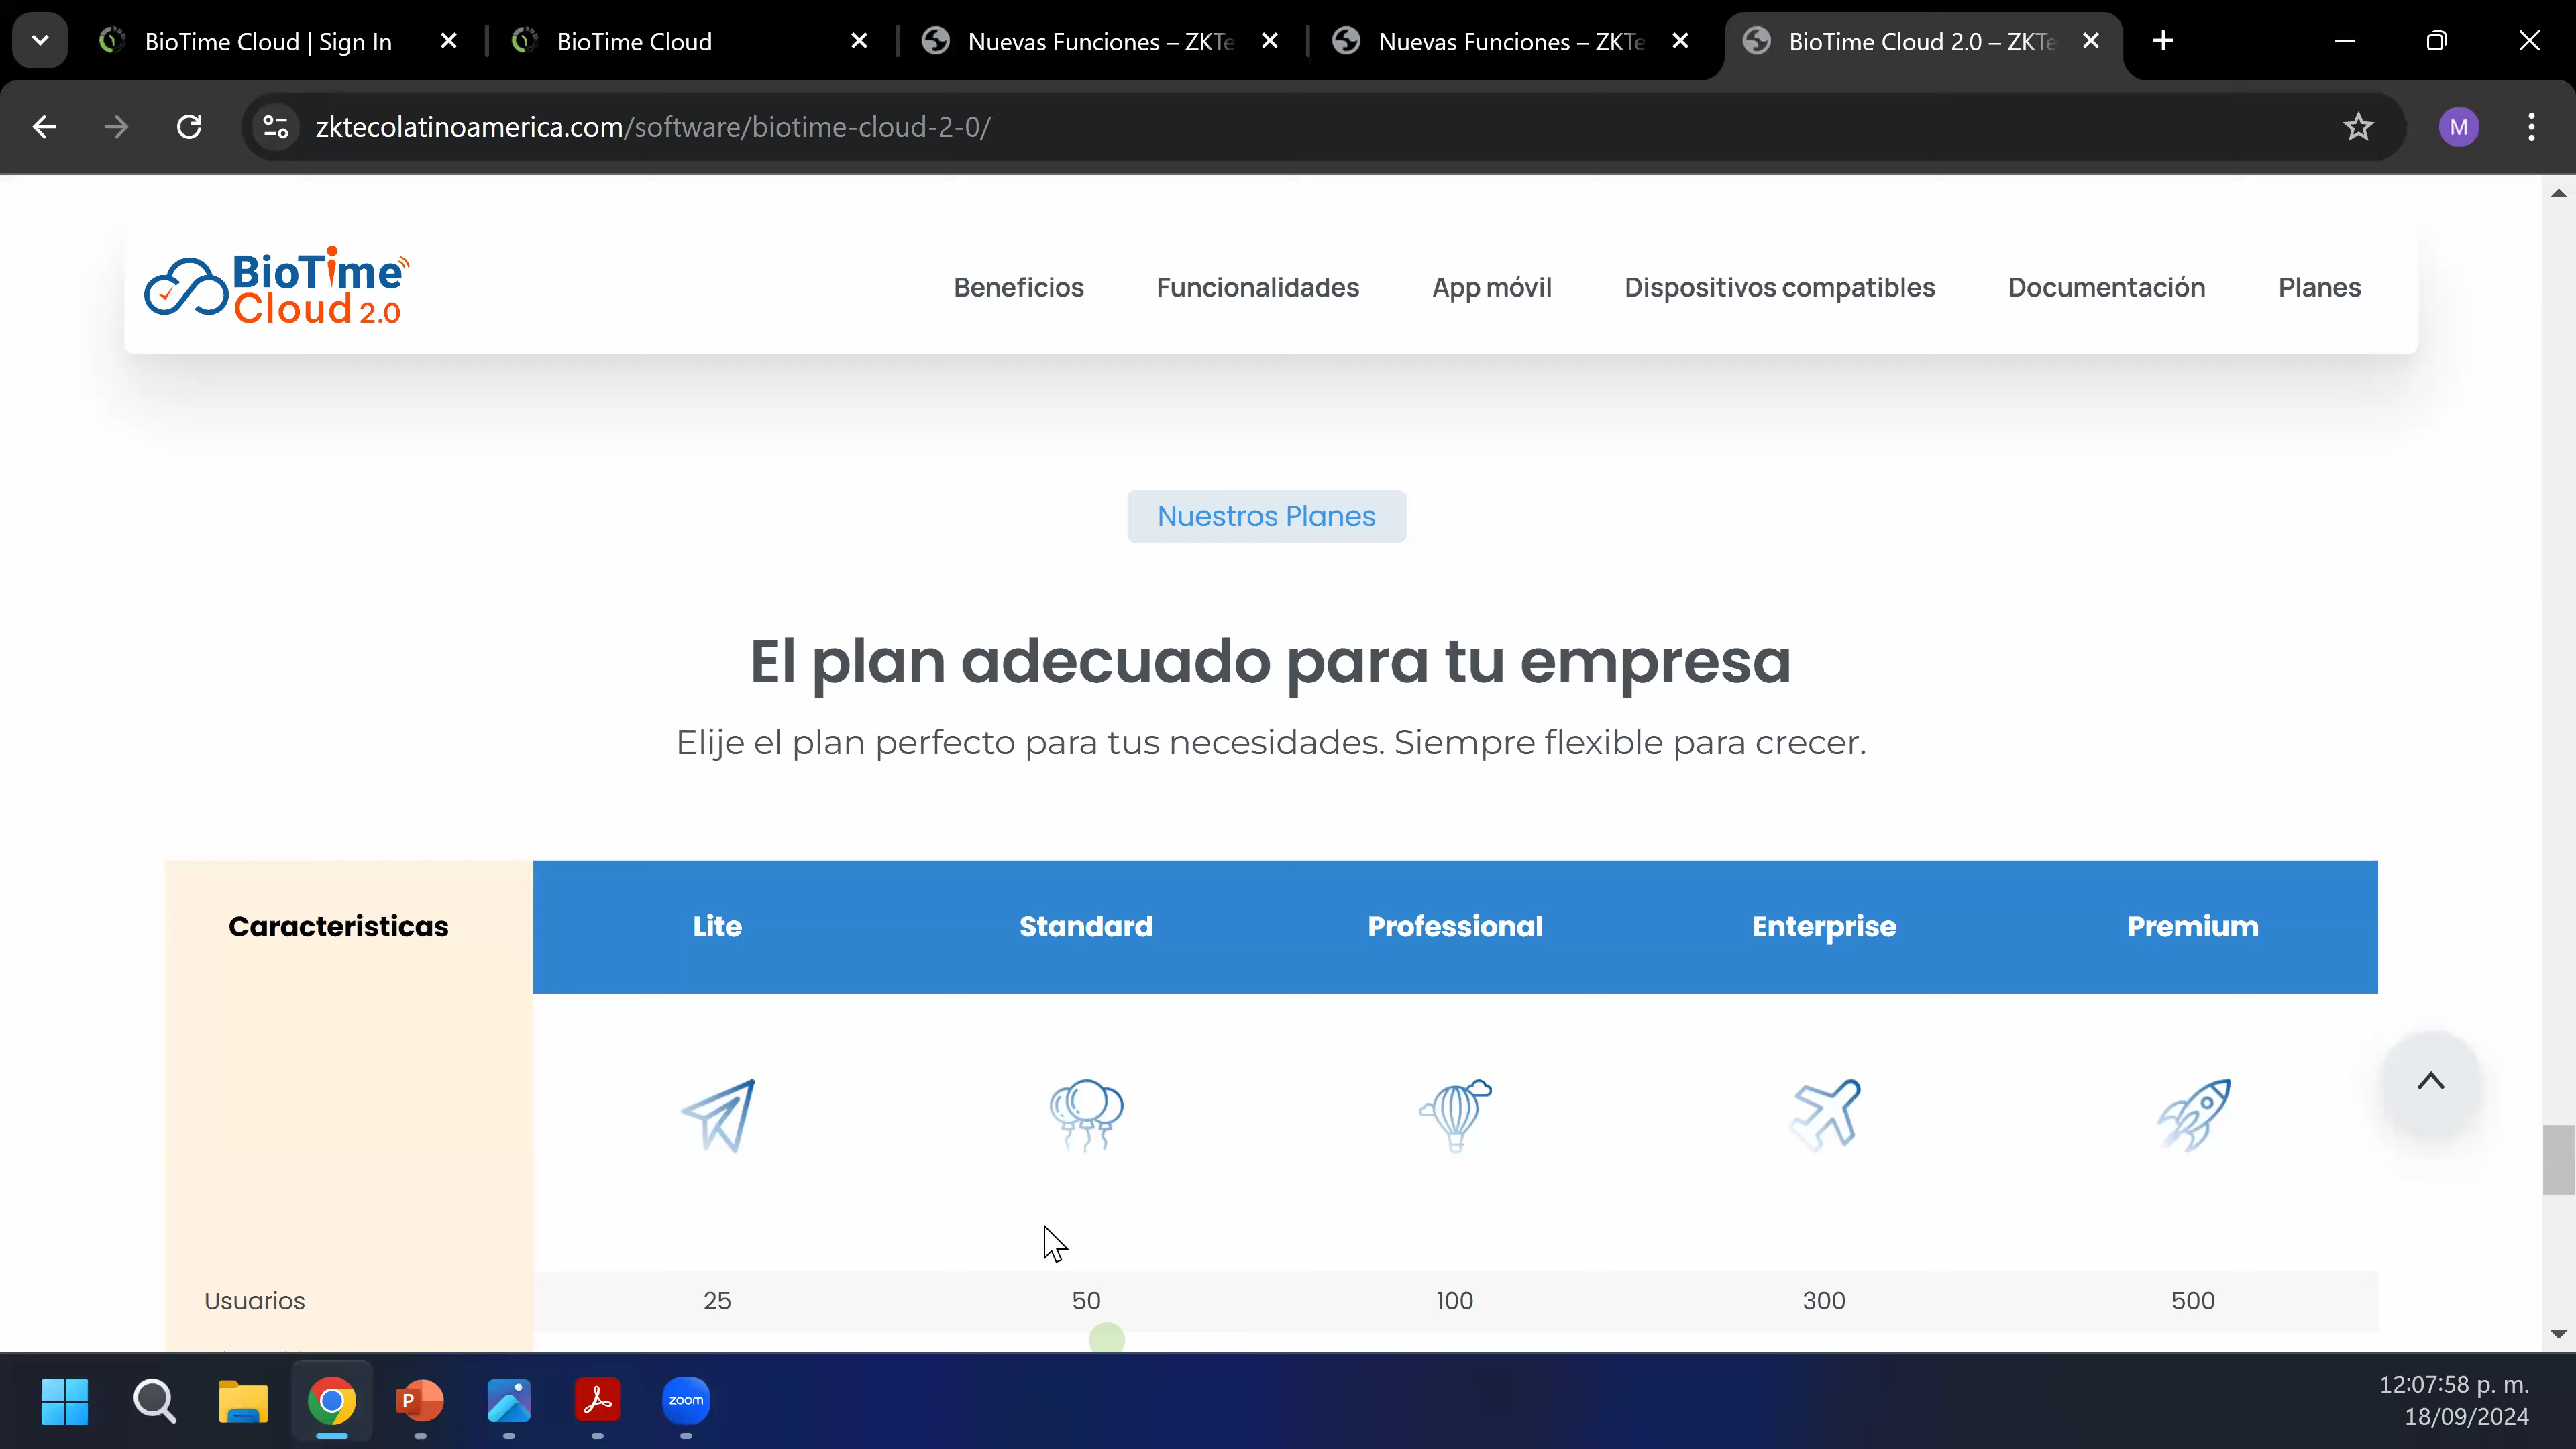 BioTime Cloud | Sign In
BioTime Cloud
Nuevas Funciones – ZKTe
Nuevas Funciones – ZKTe
BioTime Cloud 2.0 – ZKTe
zktecolatinoamerica.com/software/biotime-cloud-2-0/
M
BioTime
Cloud 2.0
Beneficios
Funcionalidades
App móvil
Dispositivos compatibles
Documentación
Planes
Nuestros Planes
El plan adecuado para tu empresa
Elije el plan perfecto para tus necesidades. Siempre flexible para crecer.
Caracteristicas
Lite
Standard
Professional
Enterprise
Premium
Usuarios
25
50
100
300
500
P
zoom
12:07:58 p. m.
18/09/2024